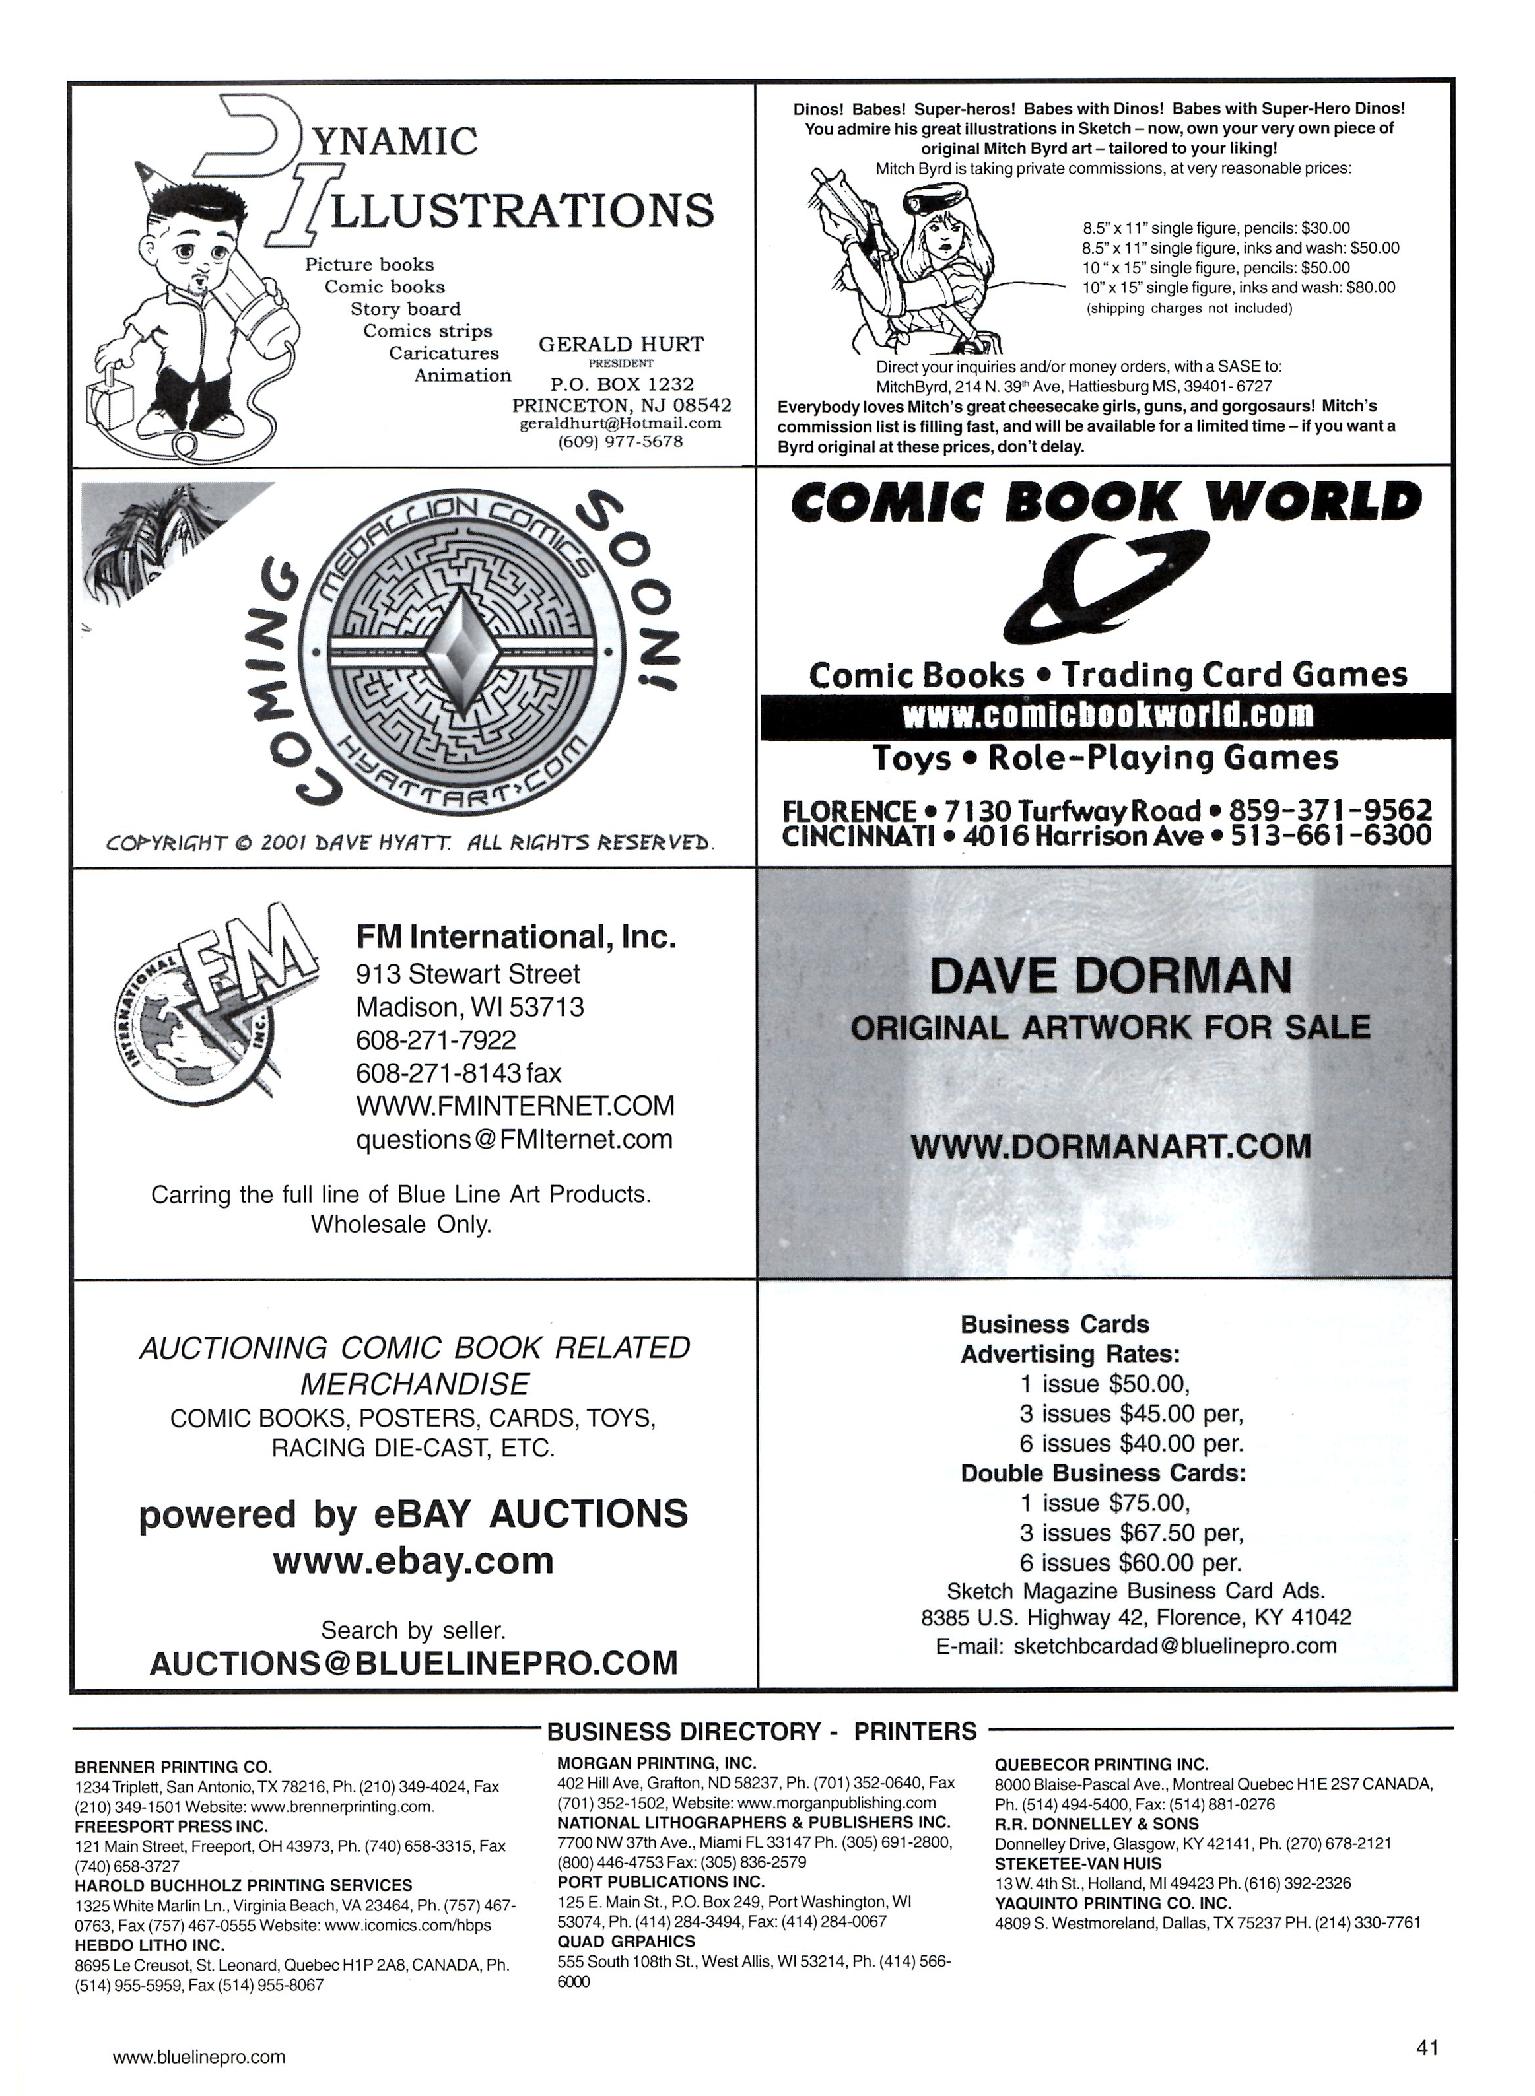 DYNAMIC
ILLUSTRATIONS
Picture books
Comic books
Story board
Comics strips
Caricatures
Animation
GERALD HURT
PRESIDENT
P.O. BOX 1232
PRINCETON, NJ 08542
geraldhurt@Hotmail.com
(609) 977-5678
Dinos! Babes! Super-heros! Babes with Dinos! Babes with Super-Hero Dinos!
You admire his great illustrations in Sketch – now, own your very own piece of
original Mitch Byrd art – tailored to your liking!
Mitch Byrd is taking private commissions, at very reasonable prices:
8.5" x 11" single figure, pencils: $30.00
8.5" x 11" single figure, inks and wash: $50.00
10 " x 15" single figure, pencils: $50.00
10" x 15" single figure, inks and wash: $80.00
(shipping charges not included)
Direct your inquiries and/or money orders, with a SASE to:
MitchByrd, 214 N. 39th Ave, Hattiesburg MS, 39401-6727
Everybody loves Mitch's great cheesecake girls, guns, and gorgosaurs! Mitch's
commission list is filling fast, and will be available for a limited time – if you want a
Byrd original at these prices, don't delay.
COMING SOON!
MEDALLION COMICS
HYATTART>COM
COPYRIGHT © 2001 DAVE HYATT. ALL RIGHTS RESERVED.
COMIC BOOK WORLD
Comic Books • Trading Card Games
www.comicbookworld.com
Toys • Role-Playing Games
FLORENCE • 7130 Turfway Road • 859-371-9562
CINCINNATI • 4016 Harrison Ave • 513-661-6300
INTERNATIONAL FM INC.
FM International, Inc.
913 Stewart Street
Madison, WI 53713
608-271-7922
608-271-8143 fax
WWW.FMINTERNET.COM
questions@FMIternet.com
Carring the full line of Blue Line Art Products.
Wholesale Only.
DAVE DORMAN
ORIGINAL ARTWORK FOR SALE
WWW.DORMANART.COM
AUCTIONING COMIC BOOK RELATED
MERCHANDISE
COMIC BOOKS, POSTERS, CARDS, TOYS,
RACING DIE-CAST, ETC.
powered by eBAY AUCTIONS
www.ebay.com
Search by seller.
AUCTIONS@BLUELINEPRO.COM
Business Cards
Advertising Rates:
1 issue $50.00,
3 issues $45.00 per,
6 issues $40.00 per.
Double Business Cards:
1 issue $75.00,
3 issues $67.50 per,
6 issues $60.00 per.
Sketch Magazine Business Card Ads.
8385 U.S. Highway 42, Florence, KY 41042
E-mail: sketchbcardad@bluelinepro.com
BUSINESS DIRECTORY - PRINTERS
BRENNER PRINTING CO.
1234 Triplett, San Antonio, TX 78216, Ph. (210) 349-4024, Fax
(210) 349-1501 Website: www.brennerprinting.com.
FREESPORT PRESS INC.
121 Main Street, Freeport, OH 43973, Ph. (740) 658-3315, Fax
(740) 658-3727
HAROLD BUCHHOLZ PRINTING SERVICES
1325 White Marlin Ln., Virginia Beach, VA 23464, Ph. (757) 467-
0763, Fax (757) 467-0555 Website: www.icomics.com/hbps
HEBDO LITHO INC.
8695 Le Creusot, St. Leonard, Quebec H1P 2A8, CANADA, Ph.
(514) 955-5959, Fax (514) 955-8067
MORGAN PRINTING, INC.
402 Hill Ave, Grafton, ND 58237, Ph. (701) 352-0640, Fax
(701) 352-1502, Website: www.morganpublishing.com
NATIONAL LITHOGRAPHERS & PUBLISHERS INC.
7700 NW 37th Ave., Miami FL 33147 Ph. (305) 691-2800,
(800) 446-4753 Fax: (305) 836-2579
PORT PUBLICATIONS INC.
125 E. Main St., P.O. Box 249, Port Washington, WI
53074, Ph. (414) 284-3494, Fax: (414) 284-0067
QUAD GRPAHICS
555 South 108th St., West Allis, WI 53214, Ph. (414) 566-
6000
QUEBECOR PRINTING INC.
8000 Blaise-Pascal Ave., Montreal Quebec H1E 2S7 CANADA,
Ph. (514) 494-5400, Fax: (514) 881-0276
R.R. DONNELLEY & SONS
Donnelley Drive, Glasgow, KY 42141, Ph. (270) 678-2121
STEKETEE-VAN HUIS
13 W. 4th St., Holland, MI 49423 Ph. (616) 392-2326
YAQUINTO PRINTING CO. INC.
4809 S. Westmoreland, Dallas, TX 75237 PH. (214) 330-7761
www.bluelinepro.com
41